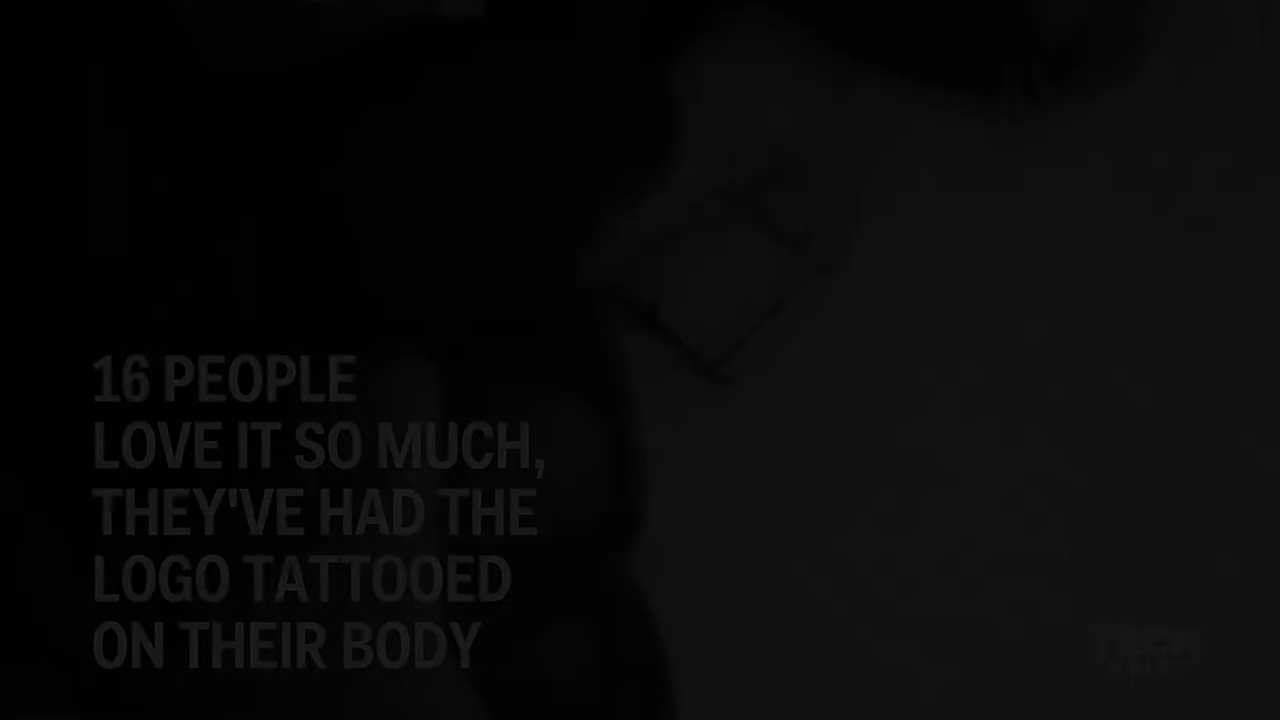 16 PEOPLE
LOVE IT SO MUCH,
THEY'VE HAD THE
LOGO TATTOOED
ON THEIR BODY